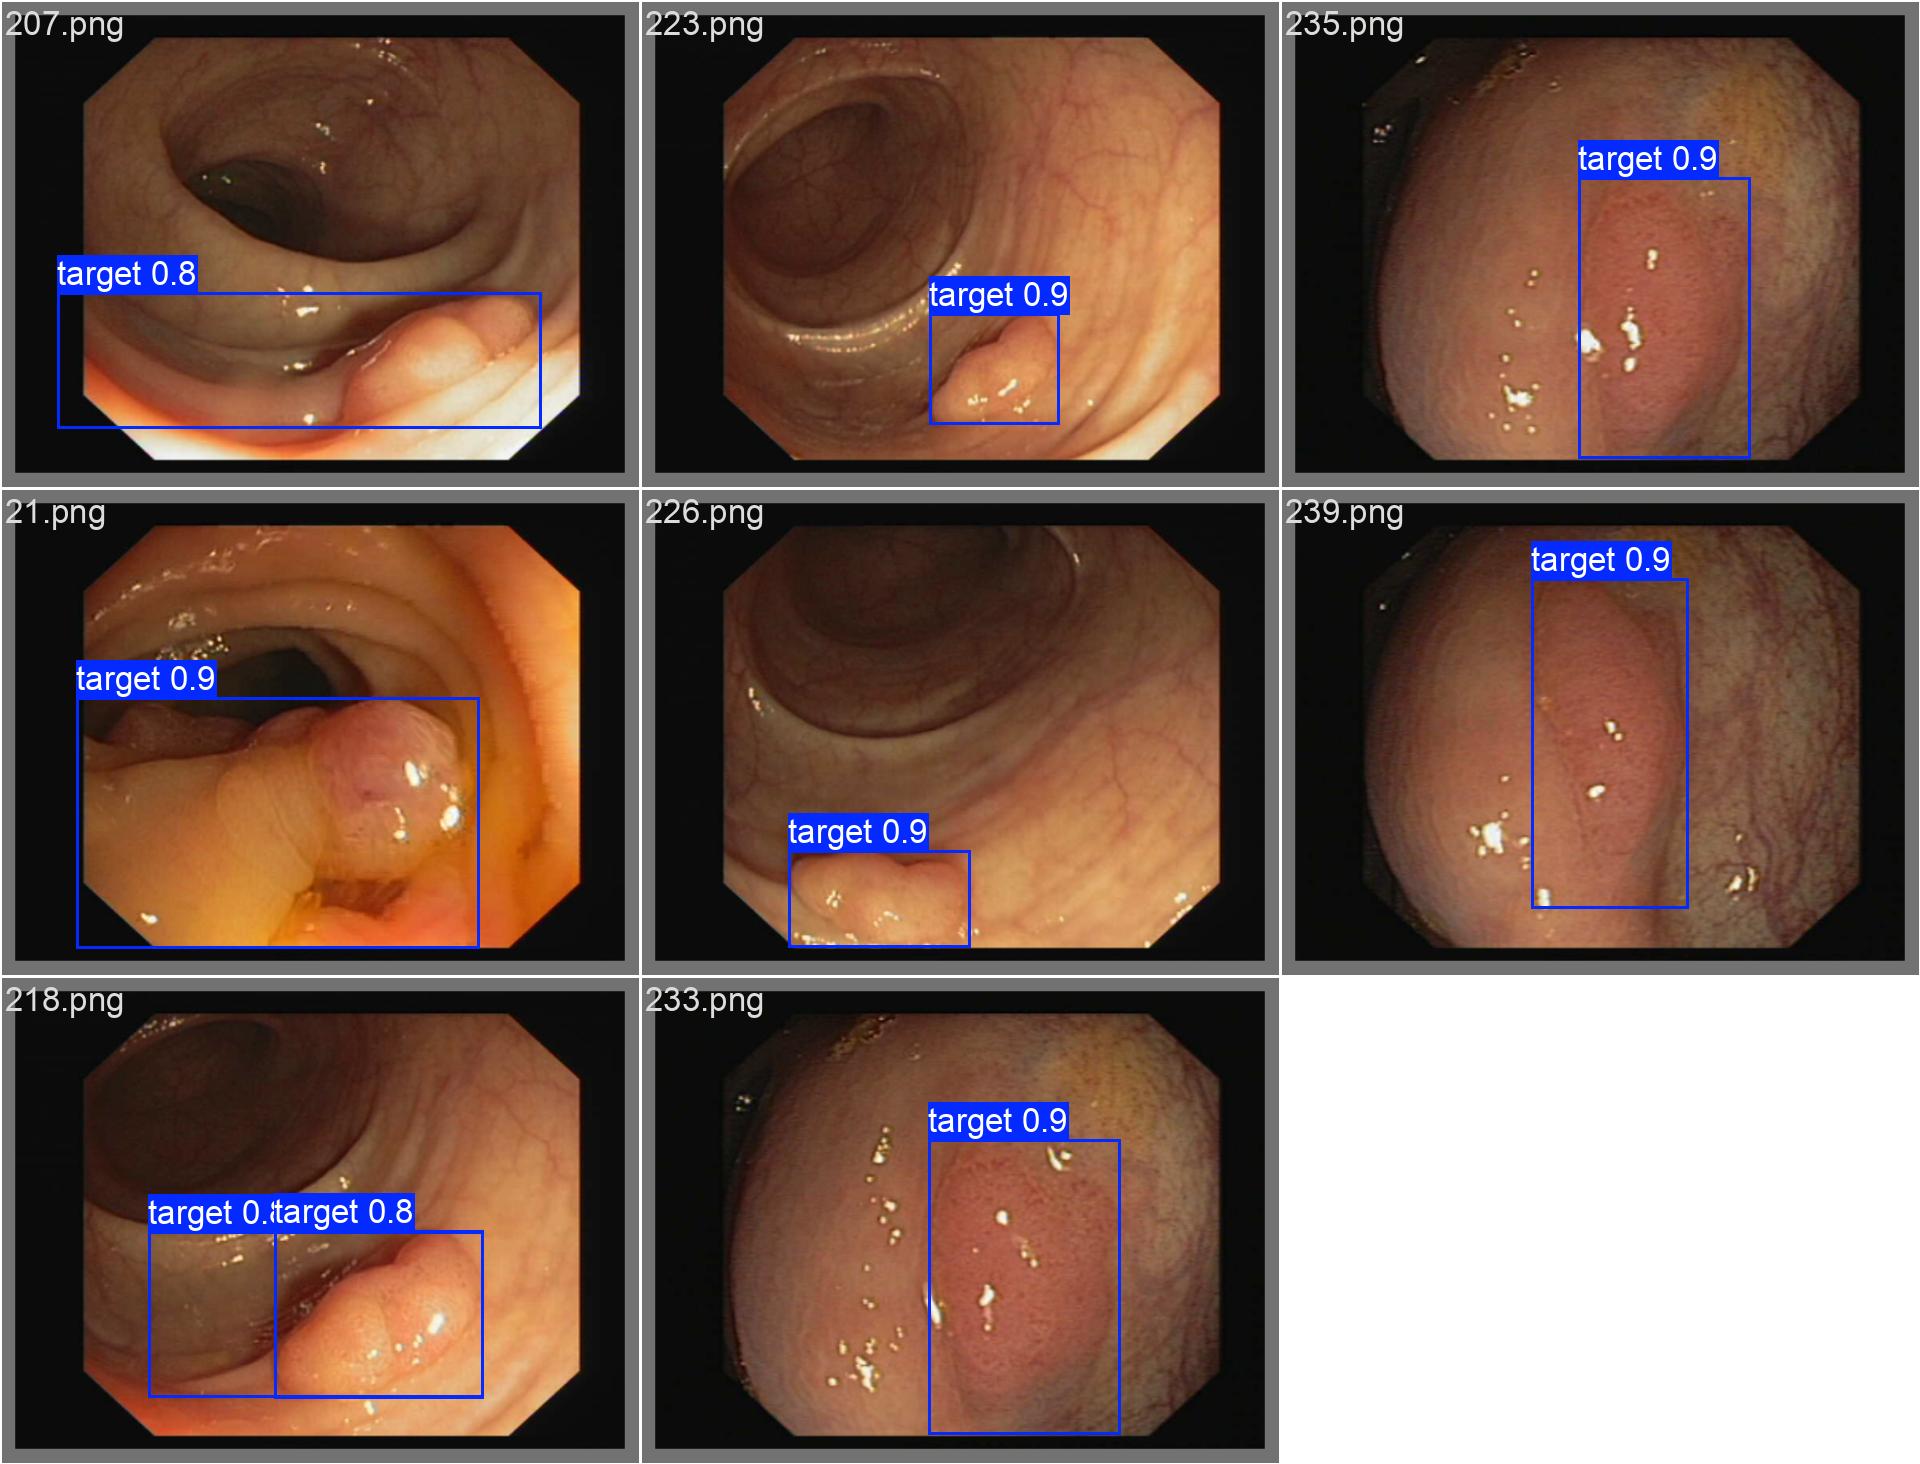 207.png
223.png
235.png
target 0.9
target 0.8
target 0.9
21.png
226.png
239.png
target 0.9
target 0.9
target 0.9
218.png
233.png
target 0.9
target 0.
target 0.8